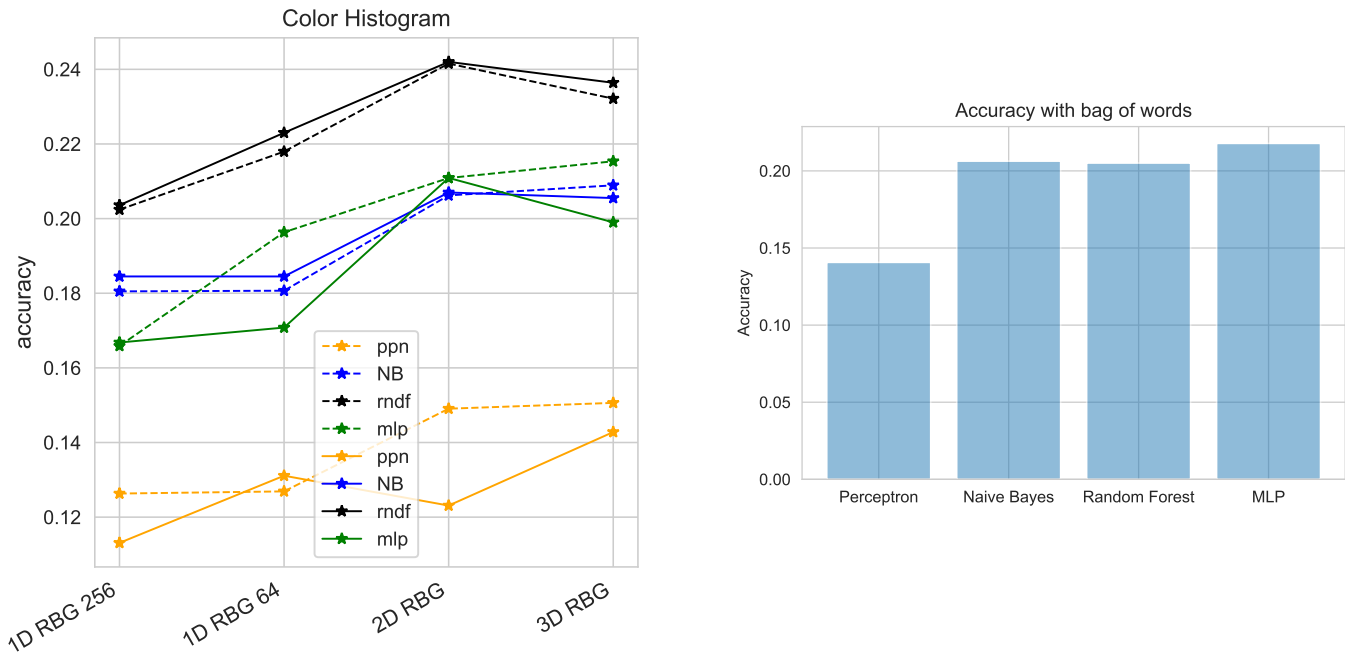 Color Histogram
accuracy
0.24
0.22
0.20
0.18
0.16
0.14
0.12
ppn
NB
rndf
mlp
ppn
NB
rndf
mlp
1D RBG 256
1D RBG 64
2D RBG
3D RBG
Accuracy with bag of words
Accuracy
0.20
0.15
0.10
0.05
0.00
Perceptron
Naive Bayes
Random Forest
MLP